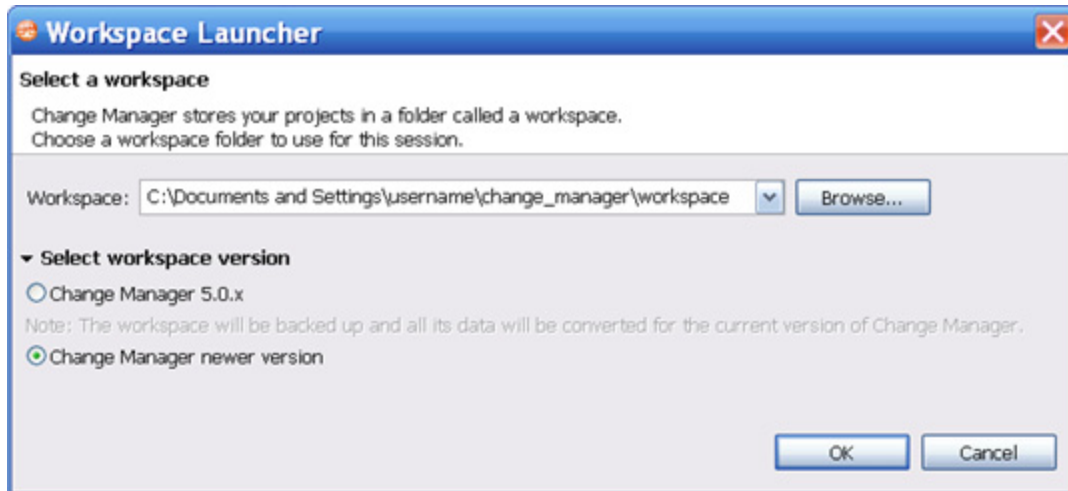 Workspace Launcher
Select a workspace
Change Manager stores your projects in a folder called a workspace.
Choose a workspace folder to use for this session.
Workspace: C:\Documents and Settings\username\change_manager\workspace Browse...
Select workspace version
Change Manager 5.0.x
Note: The workspace will be backed up and all its data will be converted for the current version of Change Manager.
Change Manager newer version
OK Cancel